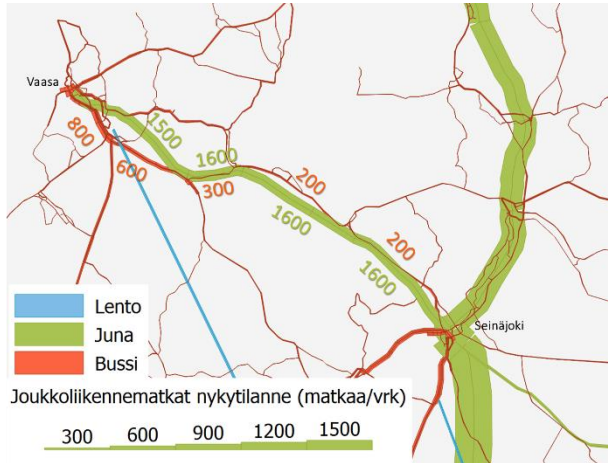 Vaasa
800
1500
600
1600
300
200
1600
200
1600
Seinäjoki
Lento
Juna
Bussi
Joukkoliikennematkat nykytilanne (matkaa/vrk)
300 600 900 1200 1500